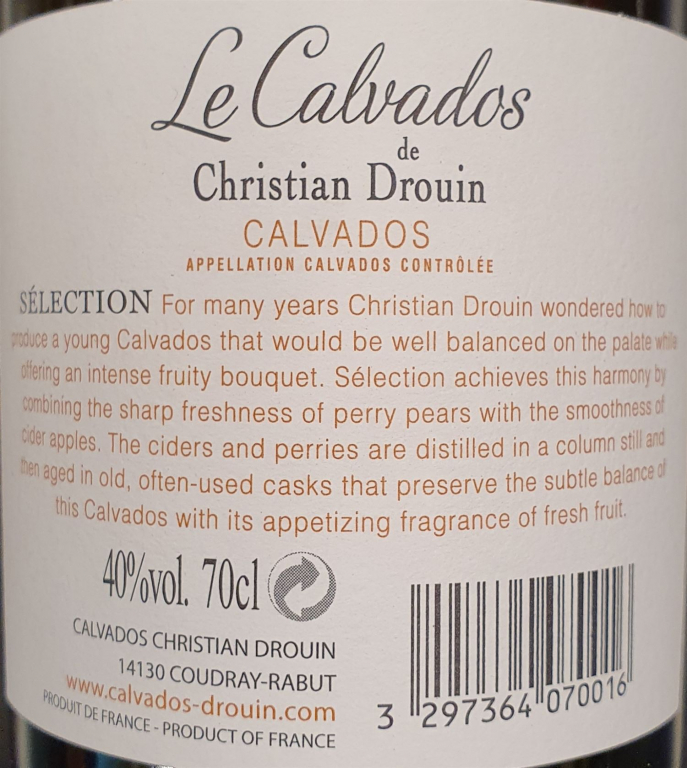 Le Calvados
de
Christian Drouin
CALVADOS
APPELLATION CALVADOS CONTRÔLÉE
SÉLECTION For many years Christian Drouin wondered how to
produce a young Calvados that would be well balanced on the palate while
offering an intense fruity bouquet. Sélection achieves this harmony by
combining the sharp freshness of perry pears with the smoothness of
cider apples. The ciders and perries are distilled in a column still and
then aged in old, often-used casks that preserve the subtle balance of
this Calvados with its appetizing fragrance of fresh fruit.
40%vol. 70cl
CALVADOS CHRISTIAN DROUIN
14130 COUDRAY-RABUT
www.calvados-drouin.com
PRODUIT DE FRANCE - PRODUCT OF FRANCE
3 297364 070016